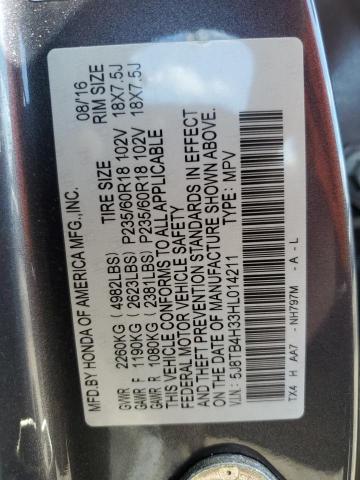 MFD.BY HONDA OF AMERICA MFG.,INC. 08/'16
TIRE SIZE RIM SIZE
GVWR 2260KG ( 4982LBS)
GAWR F 1190KG ( 2623LBS) P235/60R18 102V 18X7.5J
GAWR R 1080KG ( 2381LBS) P235/60R18 102V 18X7.5J
THIS VEHICLE CONFORMS TO ALL APPLICABLE
FEDERAL MOTOR VEHICLE SAFETY
AND THEFT PREVENTION STANDARDS IN EFFECT
ON THE DATE OF MANUFACTURE SHOWN ABOVE.
V.I.N.: 5J8TB4H33HL014211 TYPE: MPV
TX4 H AA7 -NH797M - A - L